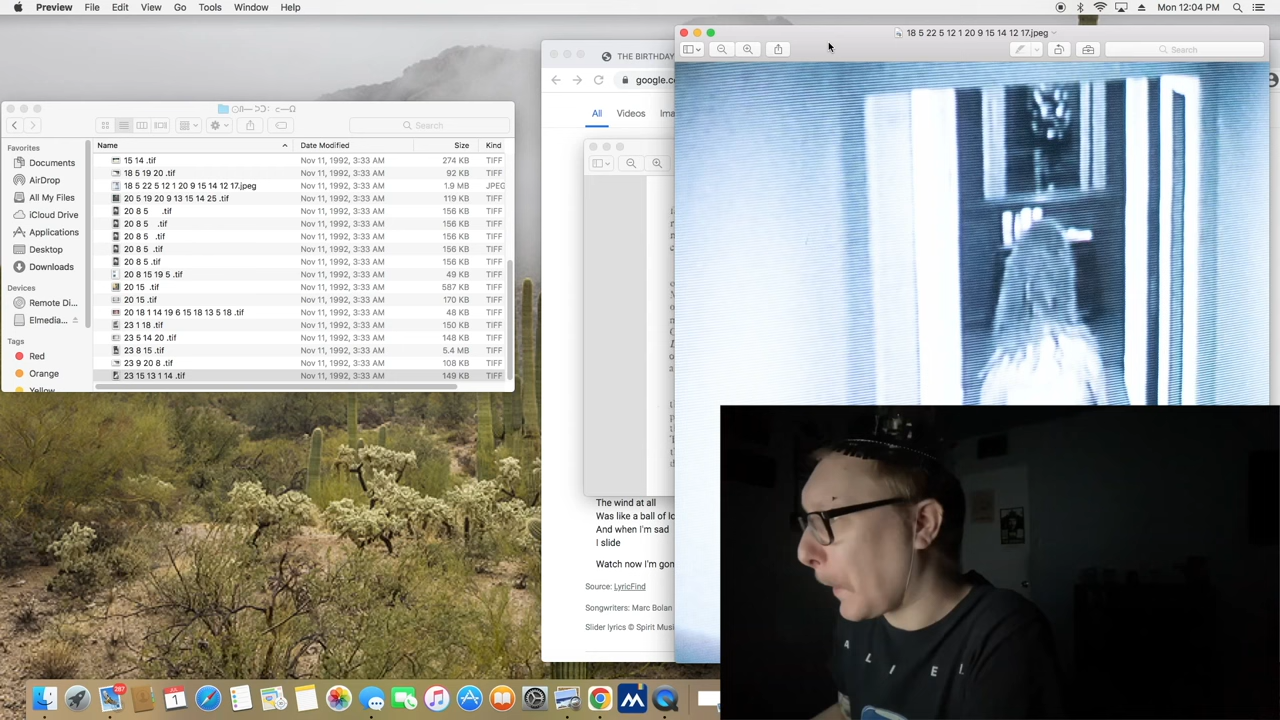 Preview File Edit View Go Tools Window Help
Mon 12:04 PM
18 5 22 5 12 1 20 9 15 14 12 17.jpeg
Search
THE BIRTHDAY
google.c
All Videos Ima
Search
Favorites
Documents
AirDrop
All My Files
iCloud Drive
Applications
Desktop
Downloads
Devices
Remote Di...
Elmedia...
Tags
Red
Orange
Yellow
Name Date Modified Size Kind
15 14 .tif Nov 11, 1992, 3:33 AM 274 KB TIFF
18 5 19 20 .tif Nov 11, 1992, 3:33 AM 92 KB TIFF
18 5 22 5 12 1 20 9 15 14 12 17.jpeg Nov 11, 1992, 3:33 AM 1.9 MB JPEG
20 5 19 20 9 13 15 14 25 .tif Nov 11, 1992, 3:33 AM 119 KB TIFF
20 8 5 .tif Nov 11, 1992, 3:33 AM 156 KB TIFF
20 8 5 .tif Nov 11, 1992, 3:33 AM 156 KB TIFF
20 8 5 .tif Nov 11, 1992, 3:33 AM 156 KB TIFF
20 8 5 .tif Nov 11, 1992, 3:33 AM 156 KB TIFF
20 8 5 .tif Nov 11, 1992, 3:33 AM 156 KB TIFF
20 8 15 19 5 .tif Nov 11, 1992, 3:33 AM 49 KB TIFF
20 15 .tif Nov 11, 1992, 3:33 AM 587 KB TIFF
20 15 .tif Nov 11, 1992, 3:33 AM 170 KB TIFF
20 18 1 14 19 6 15 18 13 5 18 .tif Nov 11, 1992, 3:33 AM 48 KB TIFF
23 1 18 .tif Nov 11, 1992, 3:33 AM 150 KB TIFF
23 5 14 20 .tif Nov 11, 1992, 3:33 AM 148 KB TIFF
23 8 15 .tif Nov 11, 1992, 3:33 AM 5.4 MB TIFF
23 9 20 8 .tif Nov 11, 1992, 3:33 AM 108 KB TIFF
23 15 13 1 14 .tif Nov 11, 1992, 3:33 AM 149 KB TIFF
The wind at all
Was like a ball of lo
And when I'm sad
I slide
Watch now I'm gon
Source: LyricFind
Songwriters: Marc Bolan
Slider lyrics © Spirit Musi
A L I E
287
1